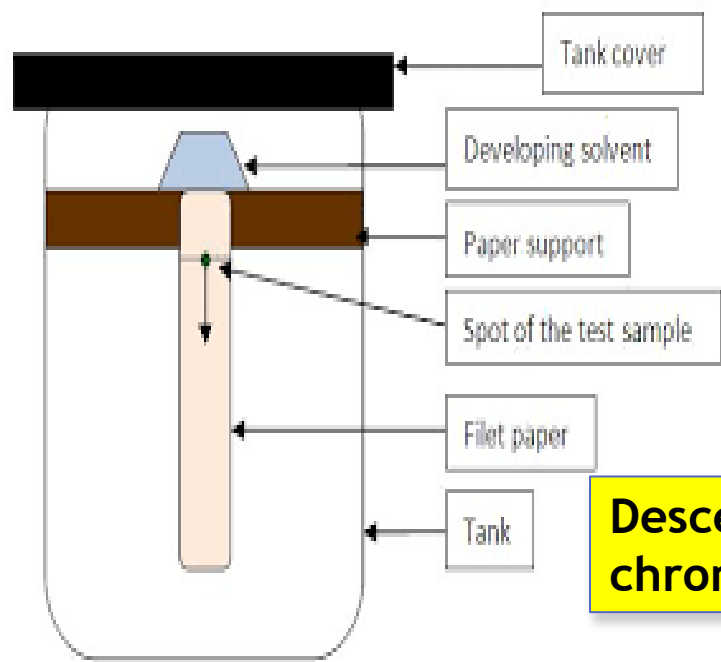 Tank cover
Developing solvent
Paper support
Spot of the test sample
Filet paper
Tank
Desce
chron